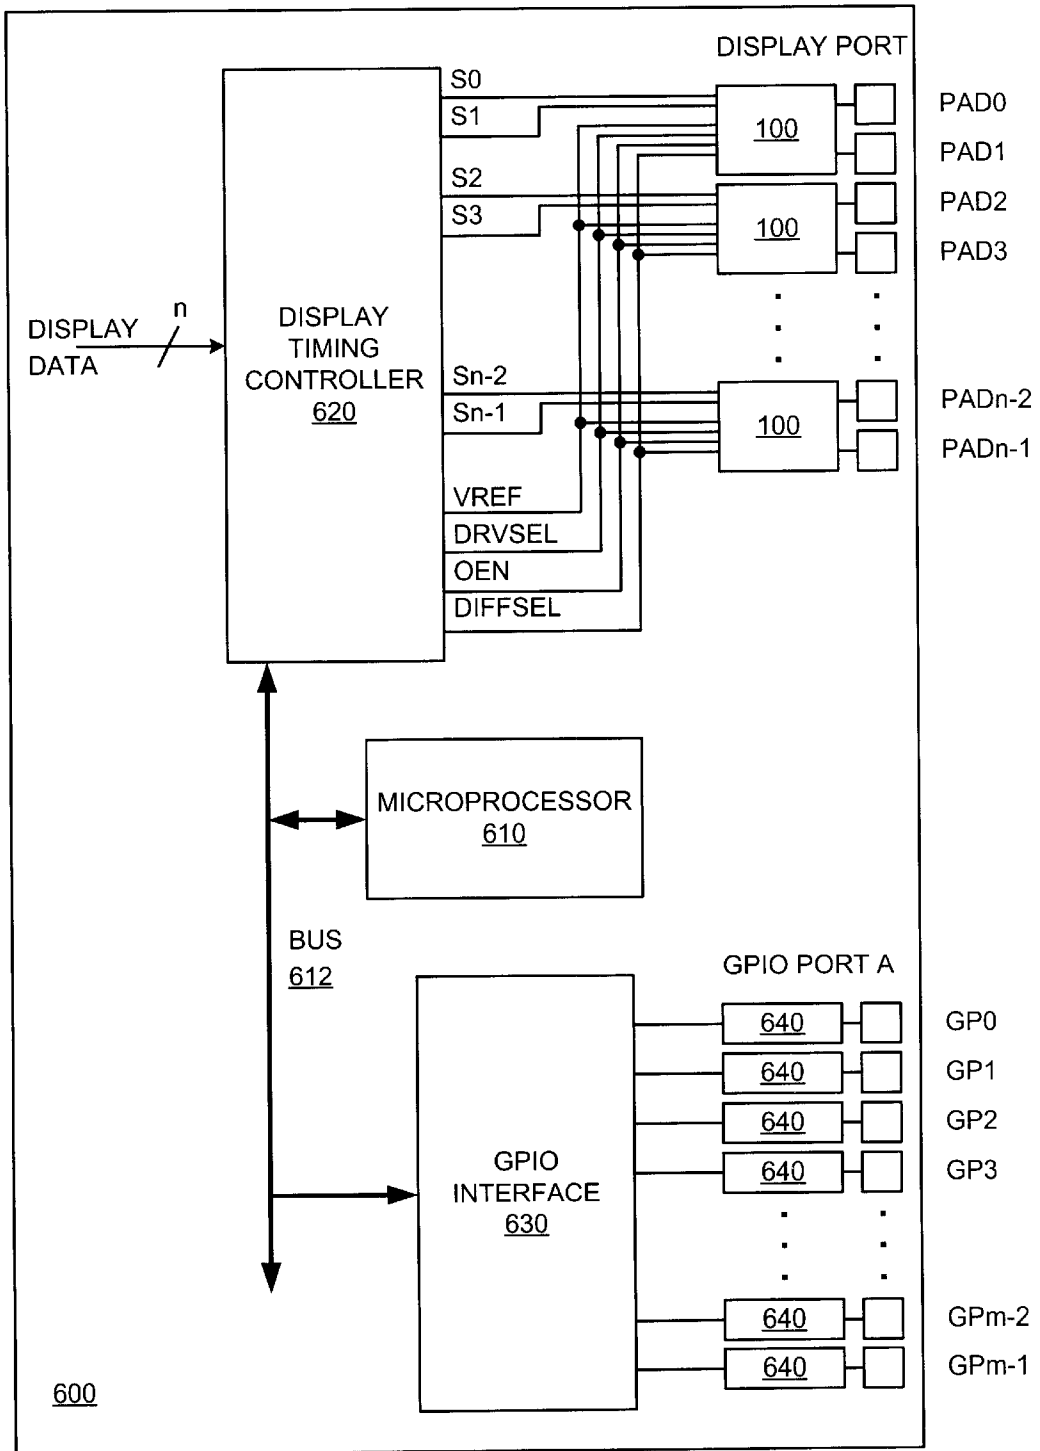 DISPLAY PORT
S0
S1
S2
S3
Sn-2
Sn-1
VREF
DRVSEL
OEN
DIFFSEL
100
100
100
PAD0
PAD1
PAD2
PAD3
PADn-2
PADn-1
n
DISPLAY
DATA
DISPLAY
TIMING
CONTROLLER
620
MICROPROCESSOR
610
BUS
612
GPIO PORT A
GPIO
INTERFACE
630
640
640
640
640
640
640
GP0
GP1
GP2
GP3
GPm-2
GPm-1
600